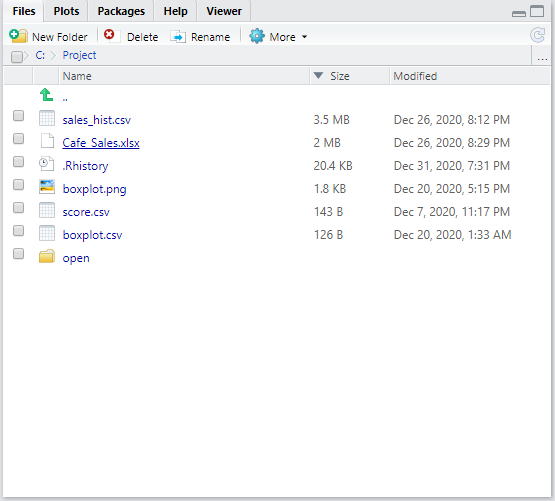 Files Plots Packages Help Viewer
New Folder Delete Rename More
C: Project ...
Name Size Modified
..
sales_hist.csv 3.5 MB Dec 26, 2020, 8:12 PM
Cafe_Sales.xlsx 2 MB Dec 26, 2020, 8:29 PM
.Rhistory 20.4 KB Dec 31, 2020, 7:31 PM
boxplot.png 1.8 KB Dec 20, 2020, 5:15 PM
score.csv 143 B Dec 7, 2020, 11:17 PM
boxplot.csv 126 B Dec 20, 2020, 1:33 AM
open